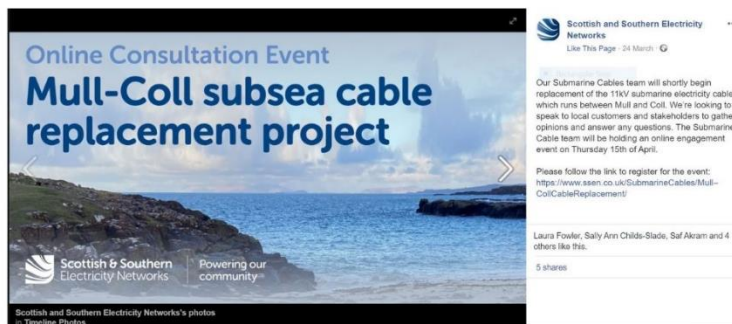 Online Consultation Event
Mull-Coll subsea cable
replacement project
Scottish & Southern
Electricity Networks
Powering our
community
Scottish and Southern Electricity Networks's photos
in Timeline Photos
Scottish and Southern Electricity
Networks
Like This Page · 24 March ·
Our Submarine Cables team will shortly begin
replacement of the 11kV submarine electricity cable
which runs between Mull and Coll. We're looking to
speak to local customers and stakeholders to gathe
opinions and answer any questions. The Submarine
Cable team will be holding an online engagement
event on Thursday 15th of April.
Please follow the link to register for the event:
https://www.ssen.co.uk/SubmarineCables/Mull–
CollCableReplacement/
Laura Fowler, Sally Ann Childs-Slade, Saf Akram and 4
others like this.
5 shares